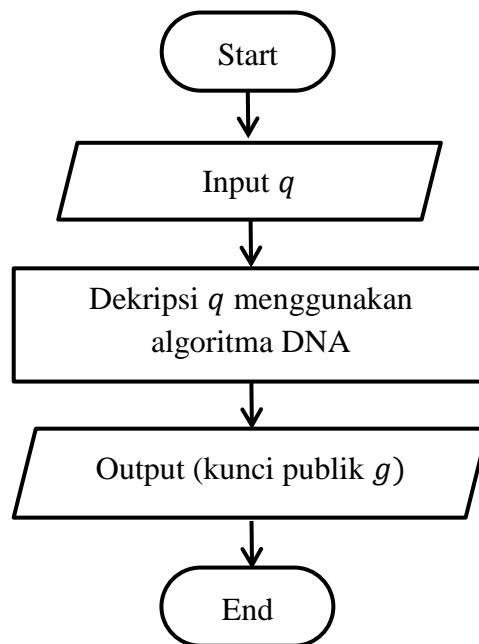 Start
Input q
Dekripsi q menggunakan
algoritma DNA
Output (kunci publik g)
End